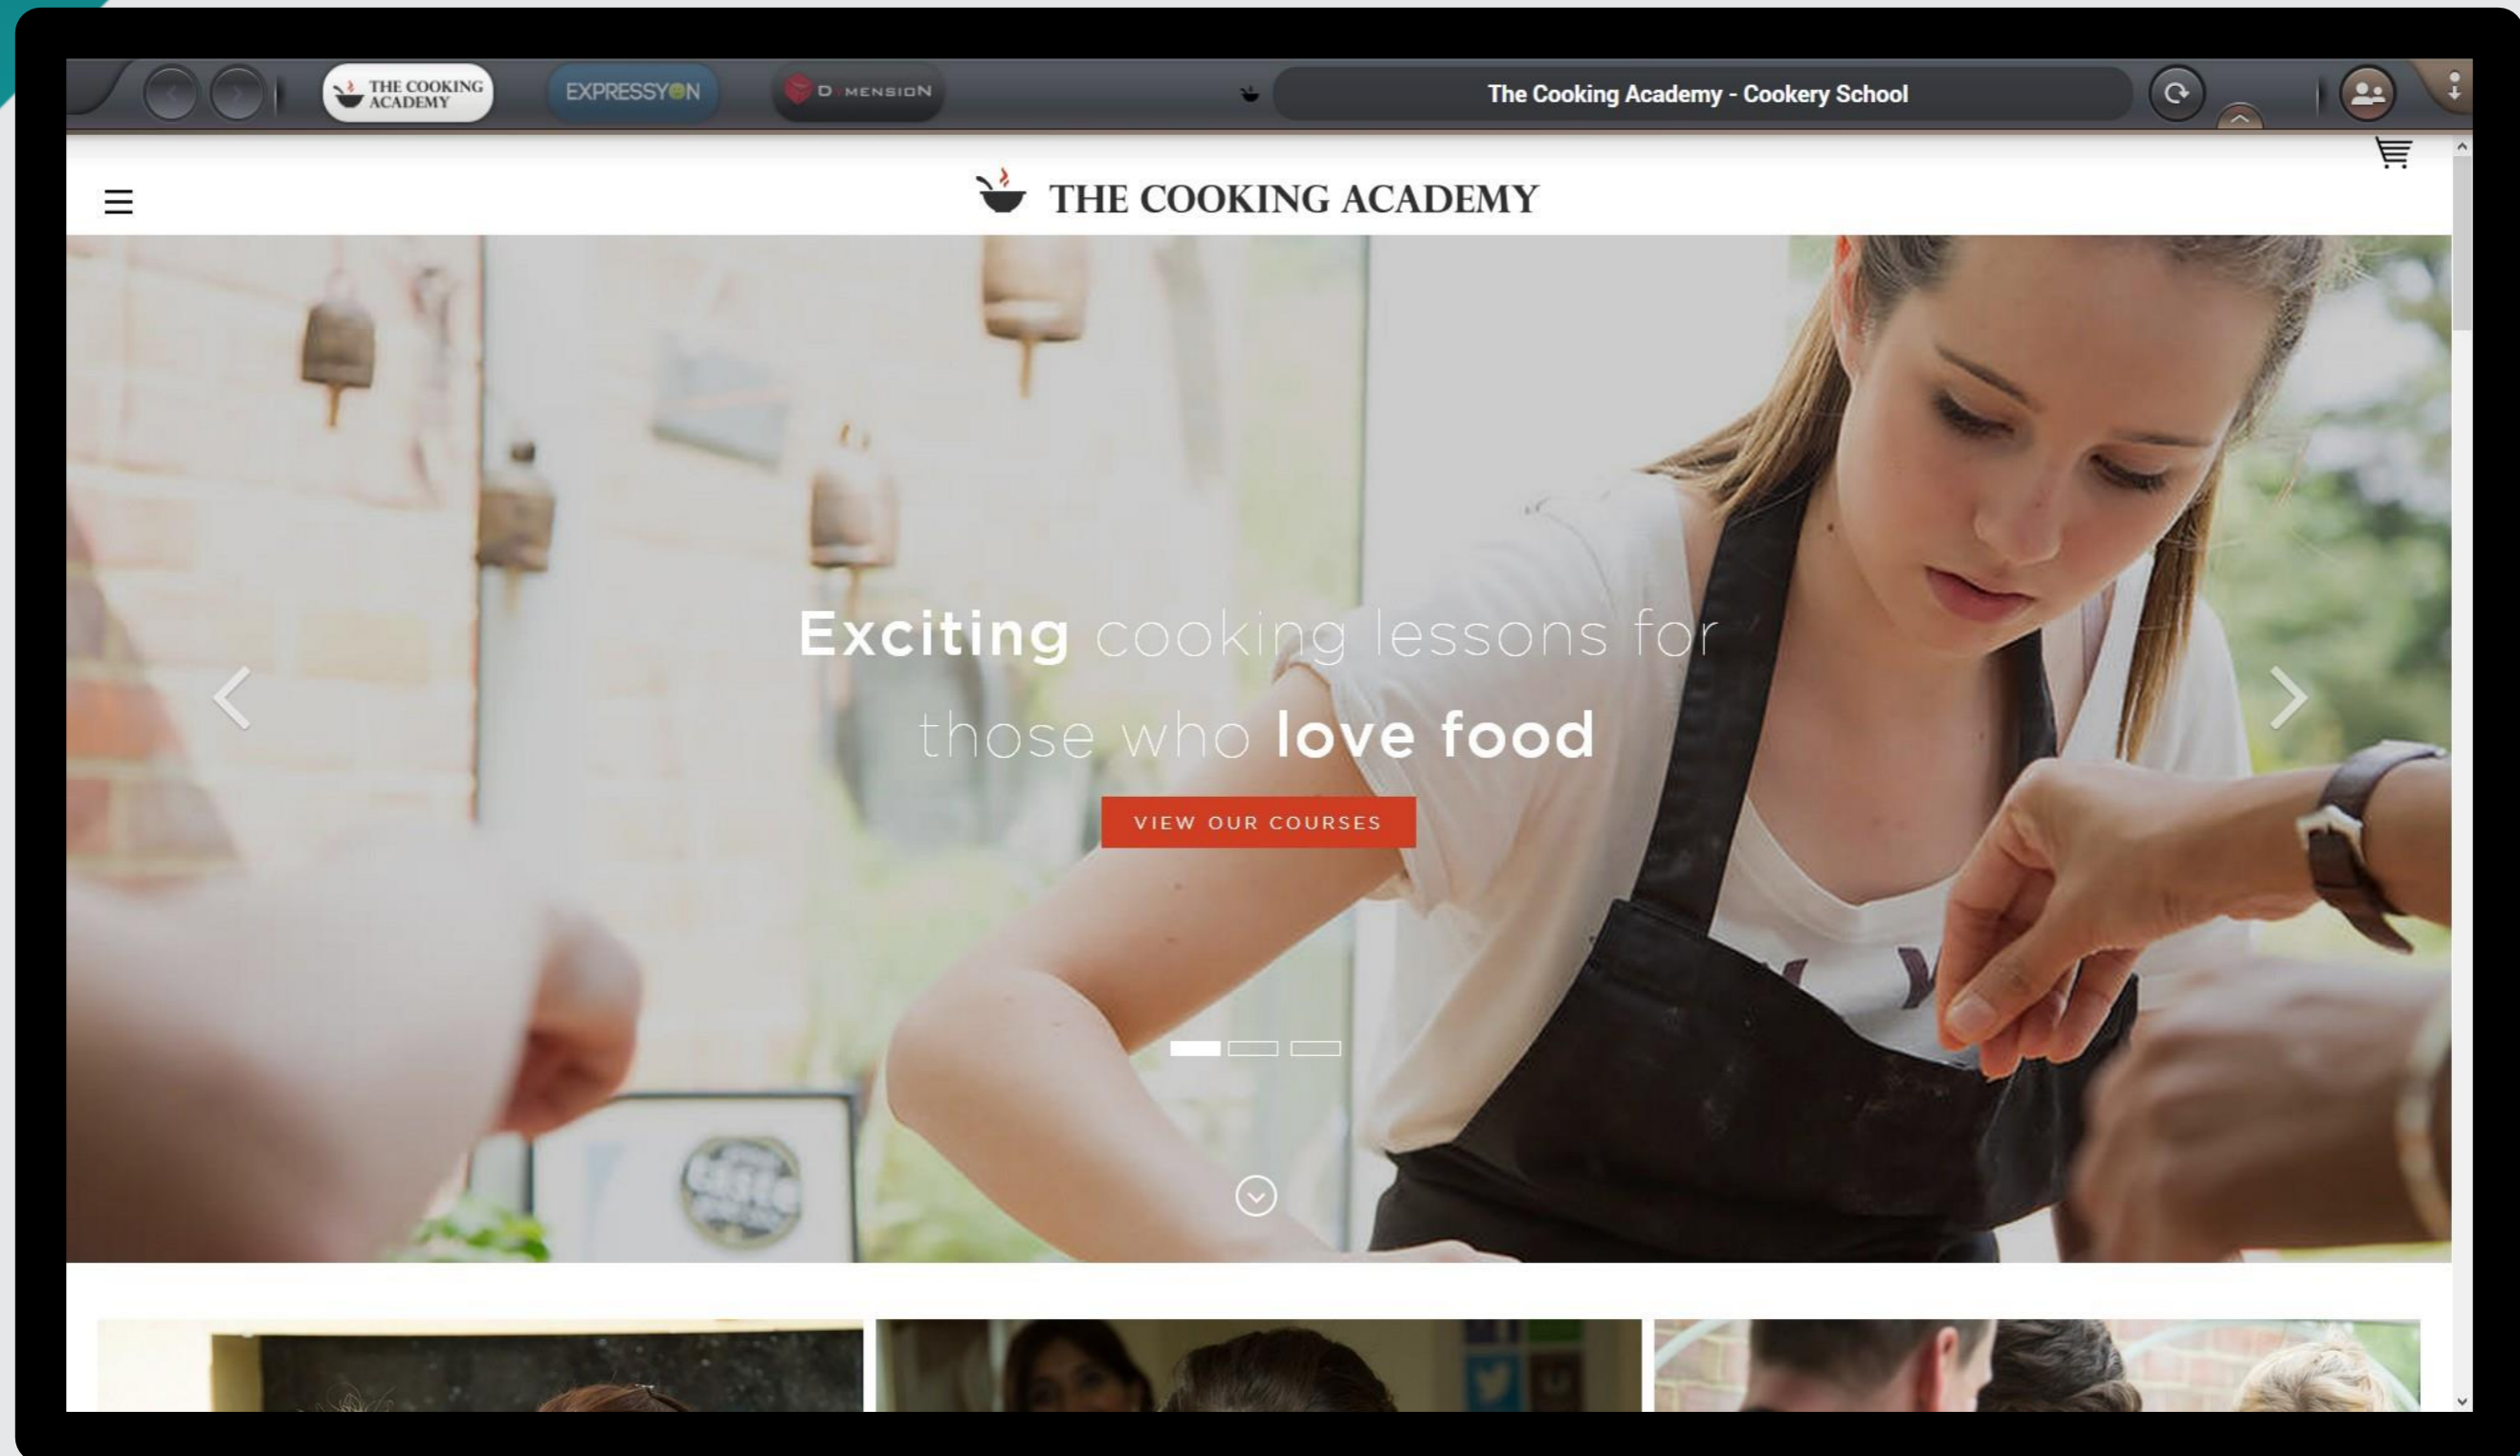 THE COOKING
ACADEMY
EXPRESSYON
DIMENSION
The Cooking Academy - Cookery School
THE COOKING ACADEMY
Exciting cooking lessons for
those who love food
VIEW OUR COURSES